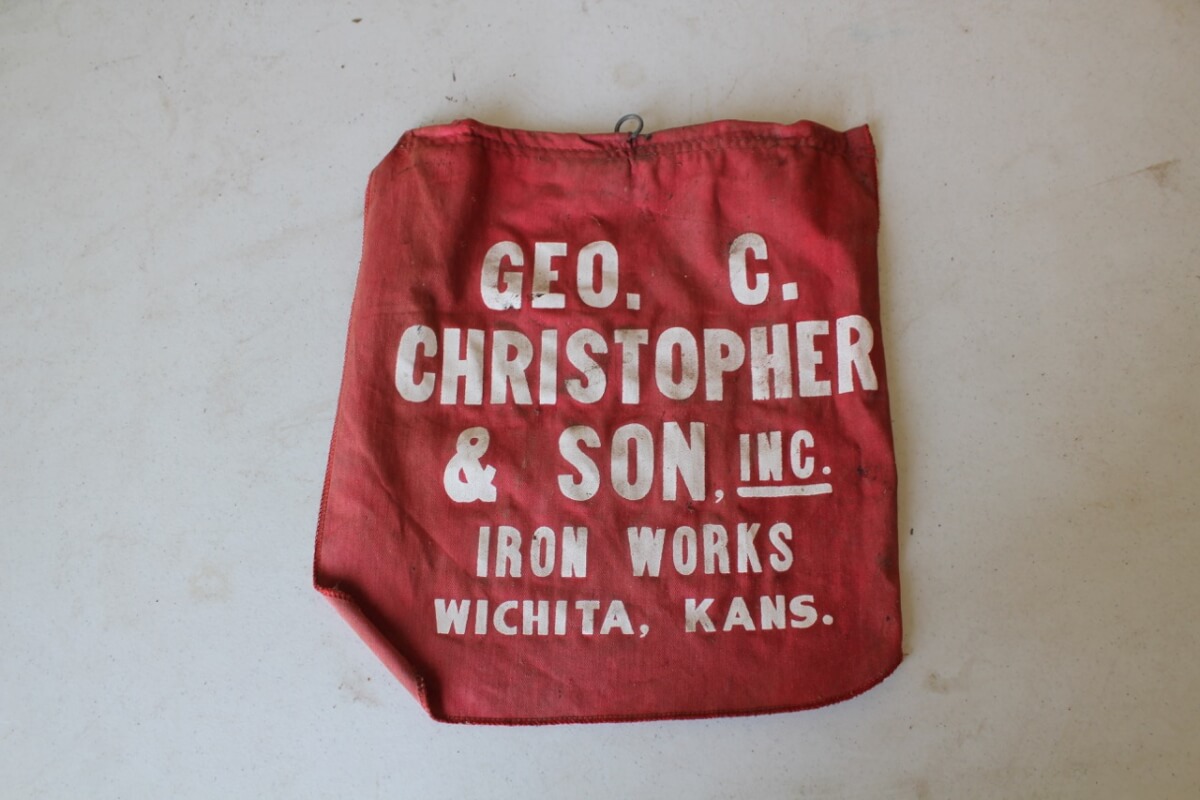 GEO. C.
CHRISTOPHER
& SON, INC.
IRON WORKS
WICHITA, KANS.